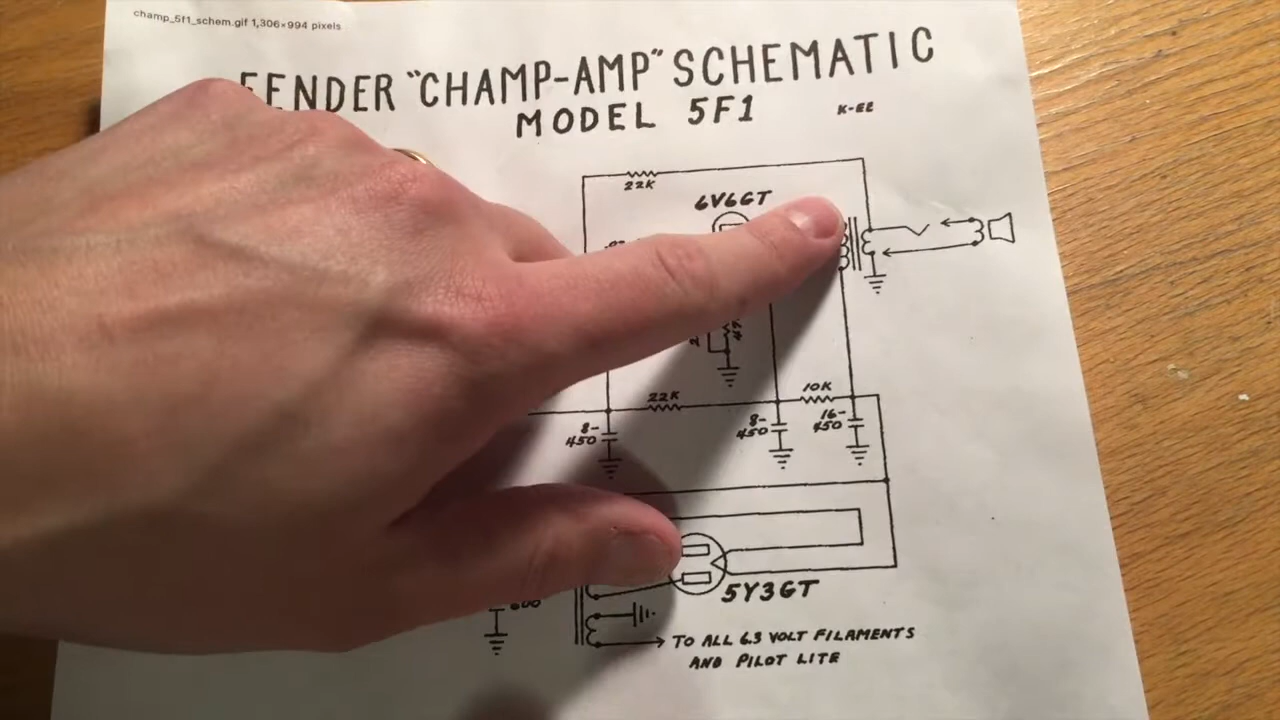 champ_5f1_schem.gif 1,306×994 pixels
FENDER "CHAMP-AMP" SCHEMATIC
MODEL 5F1
K-EE
22K
6V6GT
22K
10K
8-
450
8-
450
16-
450
5Y3GT
TO ALL 6.3 VOLT FILAMENTS
AND PILOT LITE